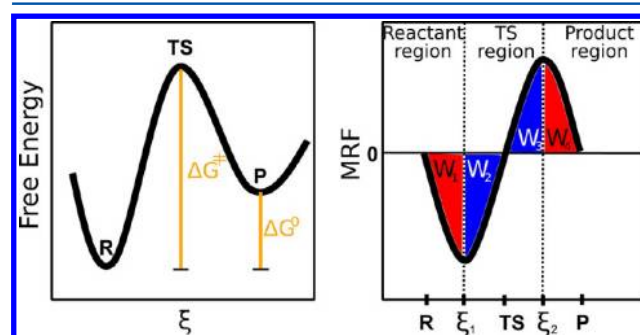 Free Energy
TS
R
P
ΔG‡
ΔG⁰
ξ
Reactant region
TS region
Product region
MRF
0
W₁
W₂
W₃
W₄
R
ξ₁
TS
ξ₂
P